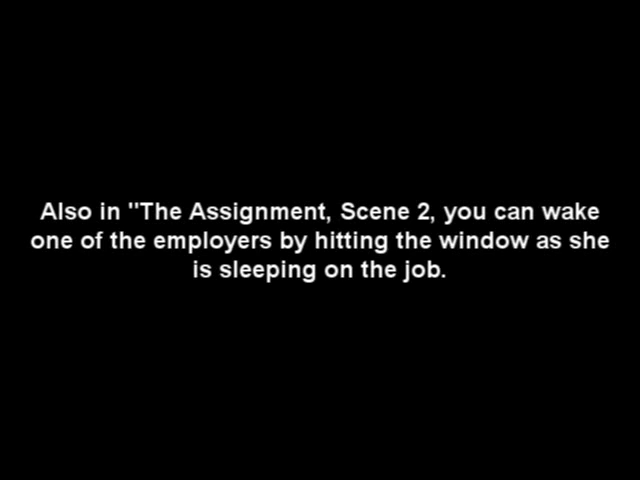 Also in "The Assignment, Scene 2, you can wake
one of the employers by hitting the window as she
is sleeping on the job.